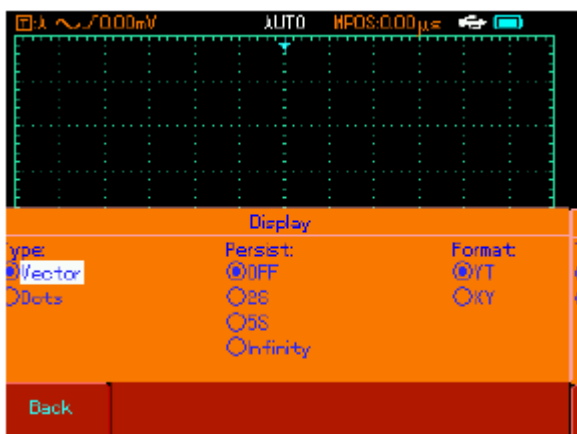 T:A 0.00mV AUTO MPOS:0.00μs
Display
ype: Persist: Format:
Vector OFF YT
Dots 2S XY
5S
Infinity
Back